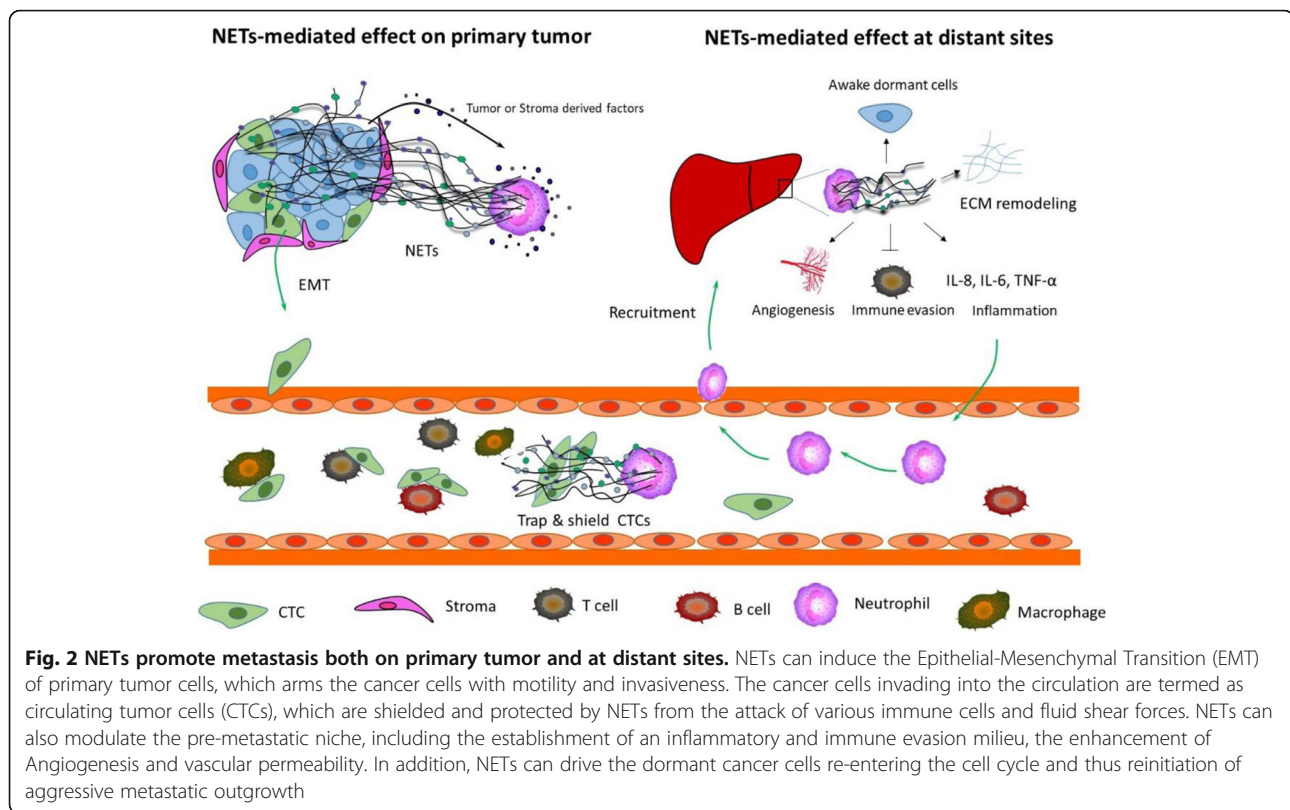 NETs-mediated effect on primary tumor
NETs-mediated effect at distant sites
Tumor or Stroma derived factors
Awake dormant cells
ECM remodeling
NETs
EMT
IL-8, IL-6, TNF-α
Recruitment
Angiogenesis
Immune evasion
Inflammation
Trap & shield CTCs
CTC
Stroma
T cell
B cell
Neutrophil
Macrophage
Fig. 2 NETs promote metastasis both on primary tumor and at distant sites. NETs can induce the Epithelial-Mesenchymal Transition (EMT)
of primary tumor cells, which arms the cancer cells with motility and invasiveness. The cancer cells invading into the circulation are termed as
circulating tumor cells (CTCs), which are shielded and protected by NETs from the attack of various immune cells and fluid shear forces. NETs can
also modulate the pre-metastatic niche, including the establishment of an inflammatory and immune evasion milieu, the enhancement of
Angiogenesis and vascular permeability. In addition, NETs can drive the dormant cancer cells re-entering the cell cycle and thus reinitiation of
aggressive metastatic outgrowth